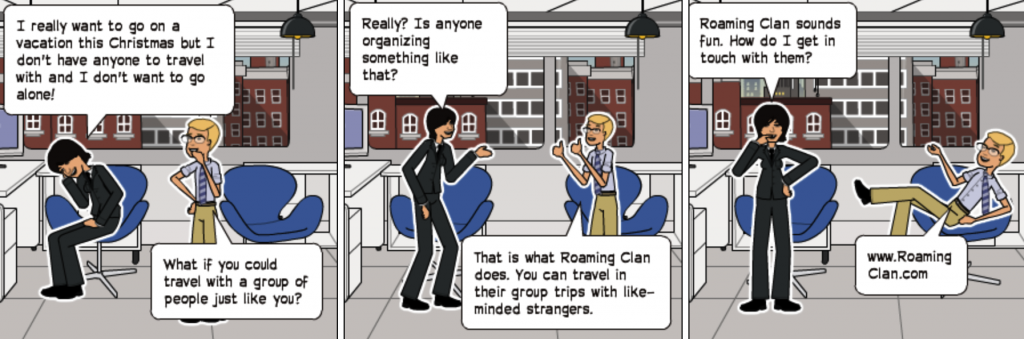 I really want to go on a
vacation this Christmas but I
don't have anyone to travel
with and I don't want to go
alone!
What if you could
travel with a group of
people just like you?
Really? Is anyone
organizing
something like
that?
That is what Roaming Clan
does. You can travel in
their group trips with like-
minded strangers.
Roaming Clan sounds
fun. How do I get in
touch with them?
www.Roaming
Clan.com